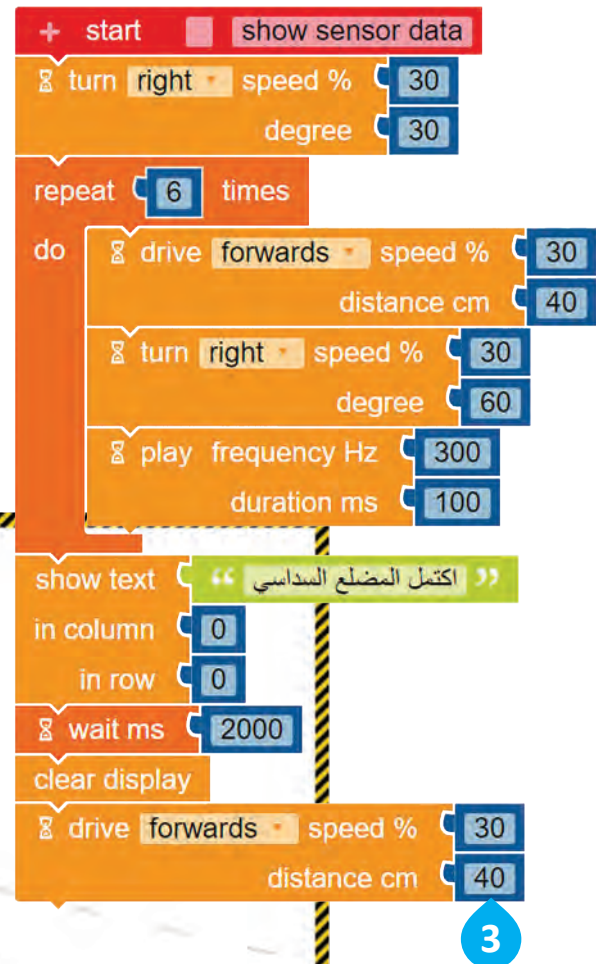 + start show sensor data
turn right speed % 30
degree 30
repeat 6 times
do drive forwards speed % 30
distance cm 40
turn right speed % 30
degree 60
play frequency Hz 300
duration ms 100
show text “ اكتمل المضلع السداسي ”
in column 0
in row 0
wait ms 2000
clear display
drive forwards speed % 30
distance cm 40
3